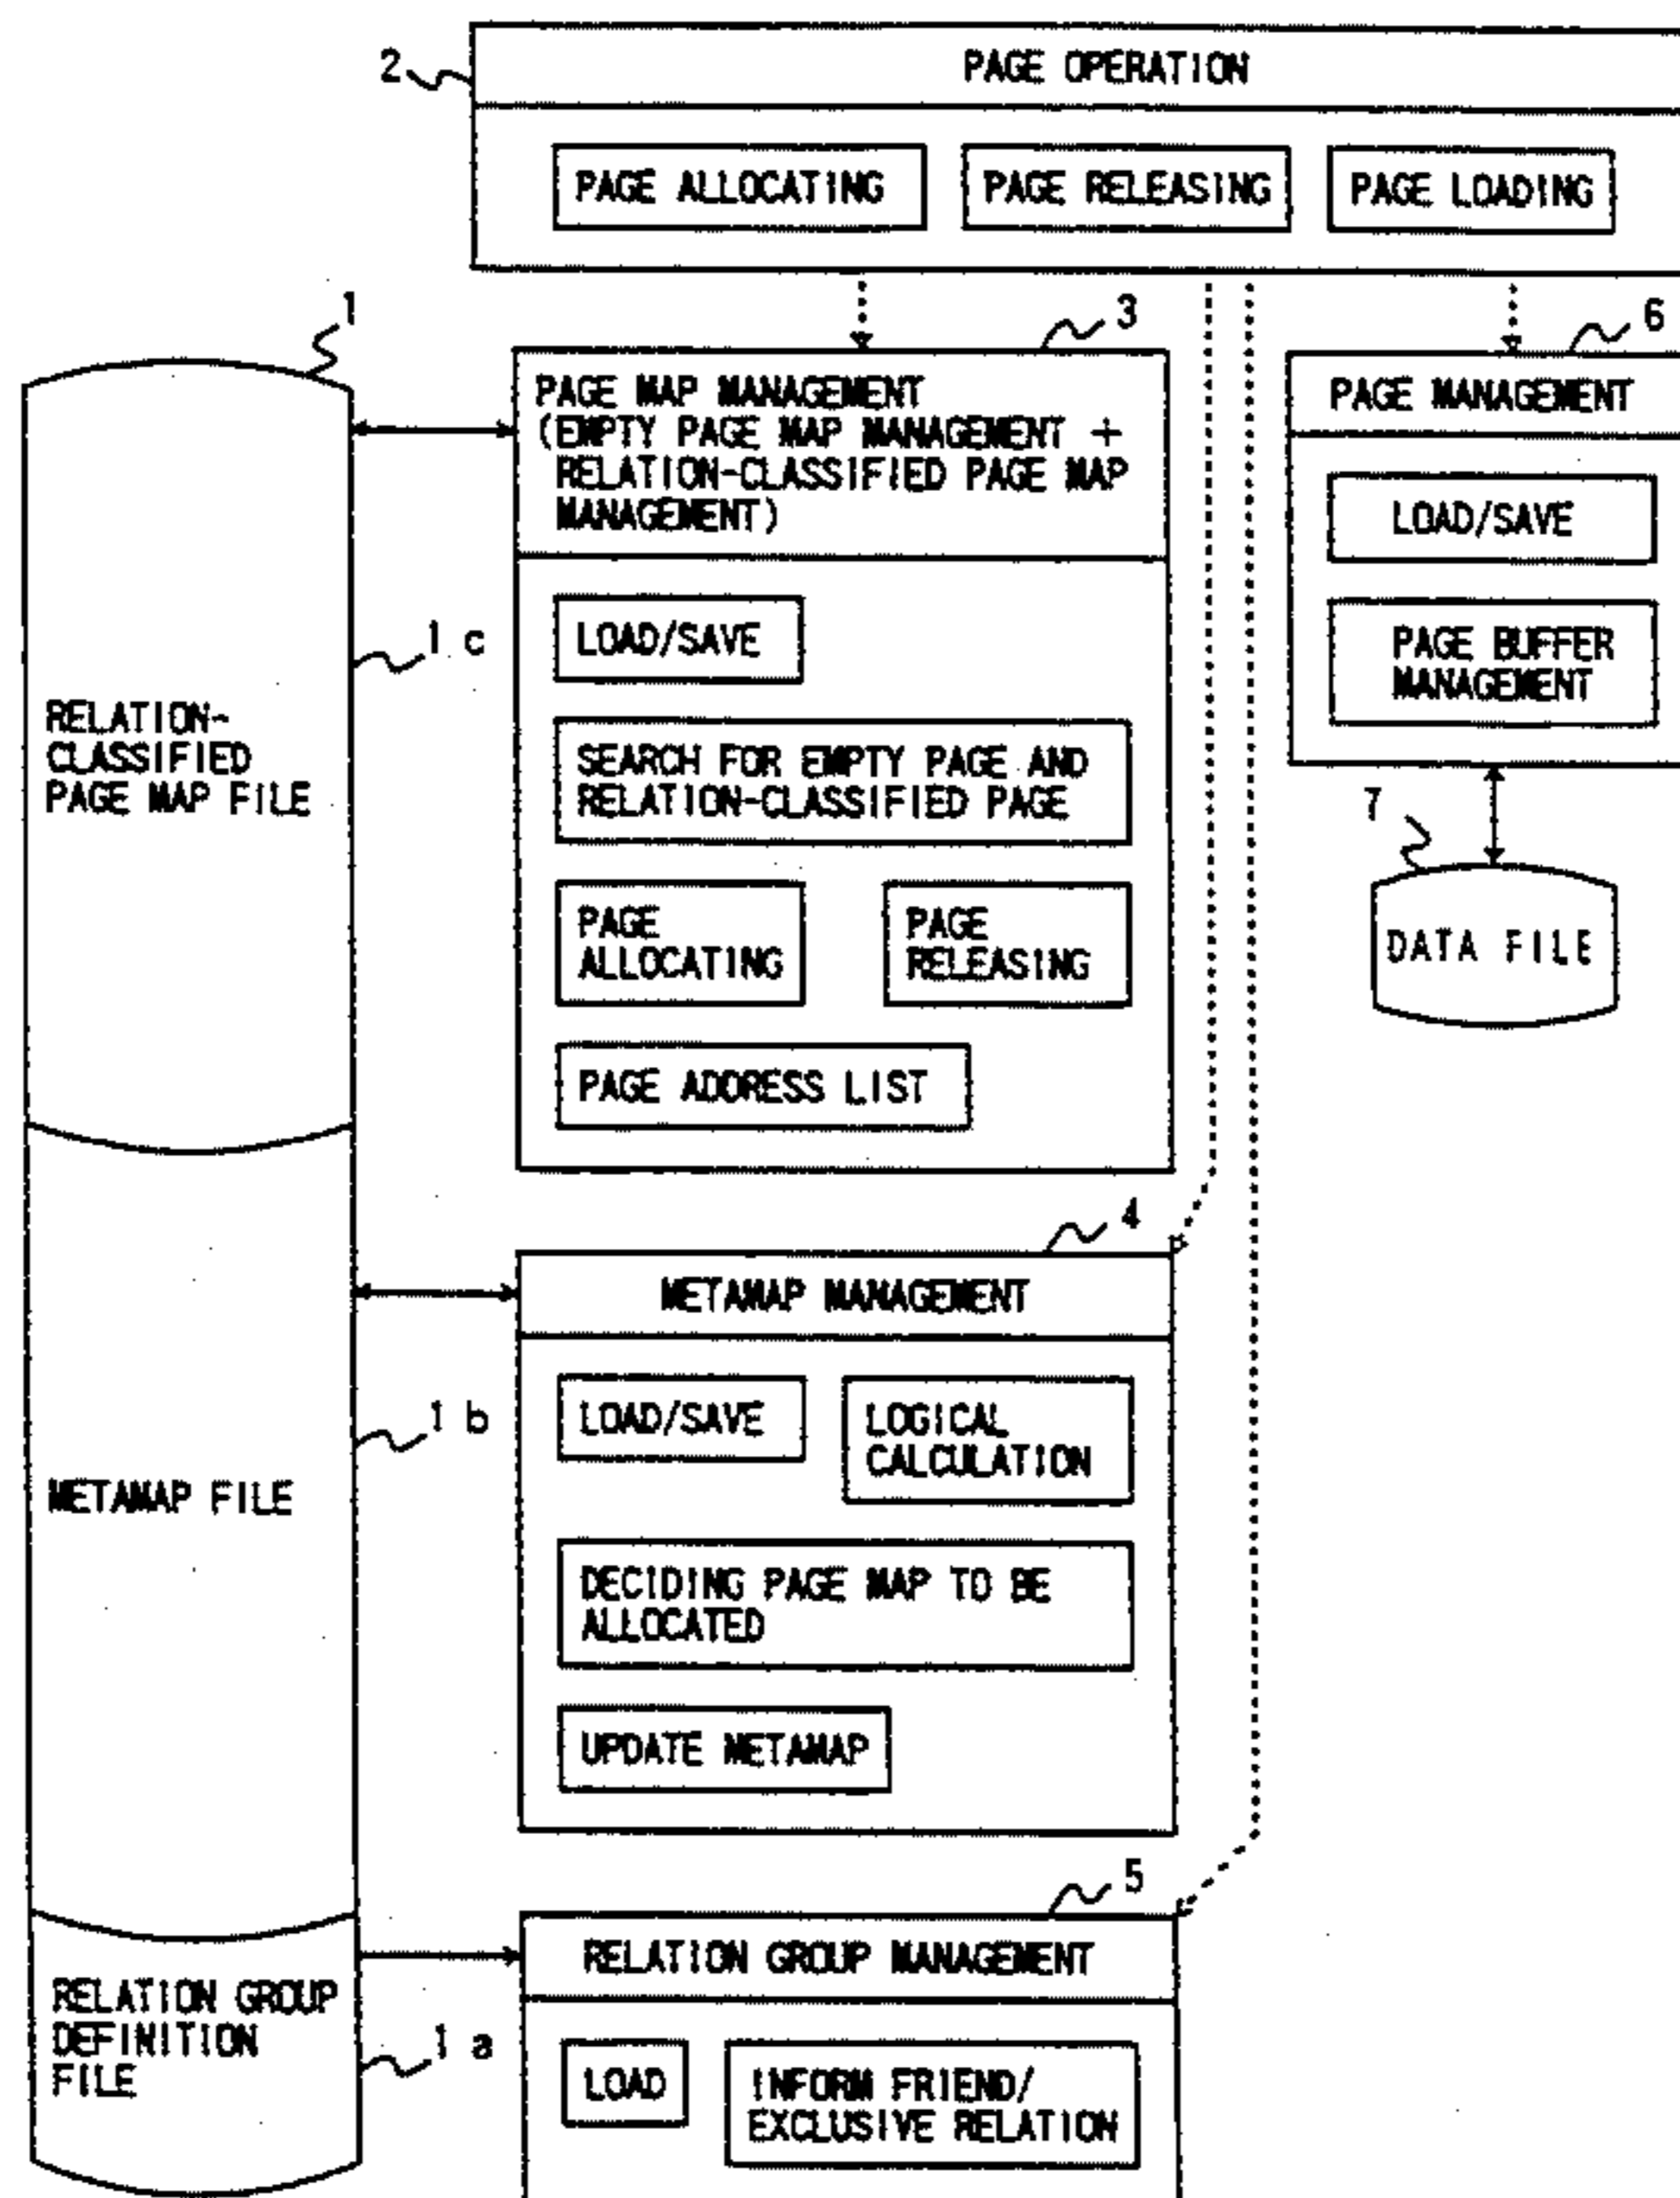 2
PAGE OPERATION
PAGE ALLOCATING
PAGE RELEASING
PAGE LOADING
1
3
6
PAGE MAP MANAGEMENT
(EMPTY PAGE MAP MANAGEMENT +
RELATION-CLASSIFIED PAGE MAP
MANAGEMENT)
PAGE MANAGEMENT
LOAD/SAVE
PAGE BUFFER
MANAGEMENT
LOAD/SAVE
1 c
RELATION-
CLASSIFIED
PAGE MAP FILE
SEARCH FOR EMPTY PAGE AND
RELATION-CLASSIFIED PAGE
7
DATA FILE
PAGE
ALLOCATING
PAGE
RELEASING
PAGE ADDRESS LIST
4
METAMAP MANAGEMENT
LOAD/SAVE
LOGICAL
CALCULATION
1 b
METAMAP FILE
DECIDING PAGE MAP TO BE
ALLOCATED
UPDATE METAMAP
5
RELATION GROUP MANAGEMENT
RELATION GROUP
DEFINITION
FILE
1 a
LOAD
INFORM FRIEND/
EXCLUSIVE RELATION